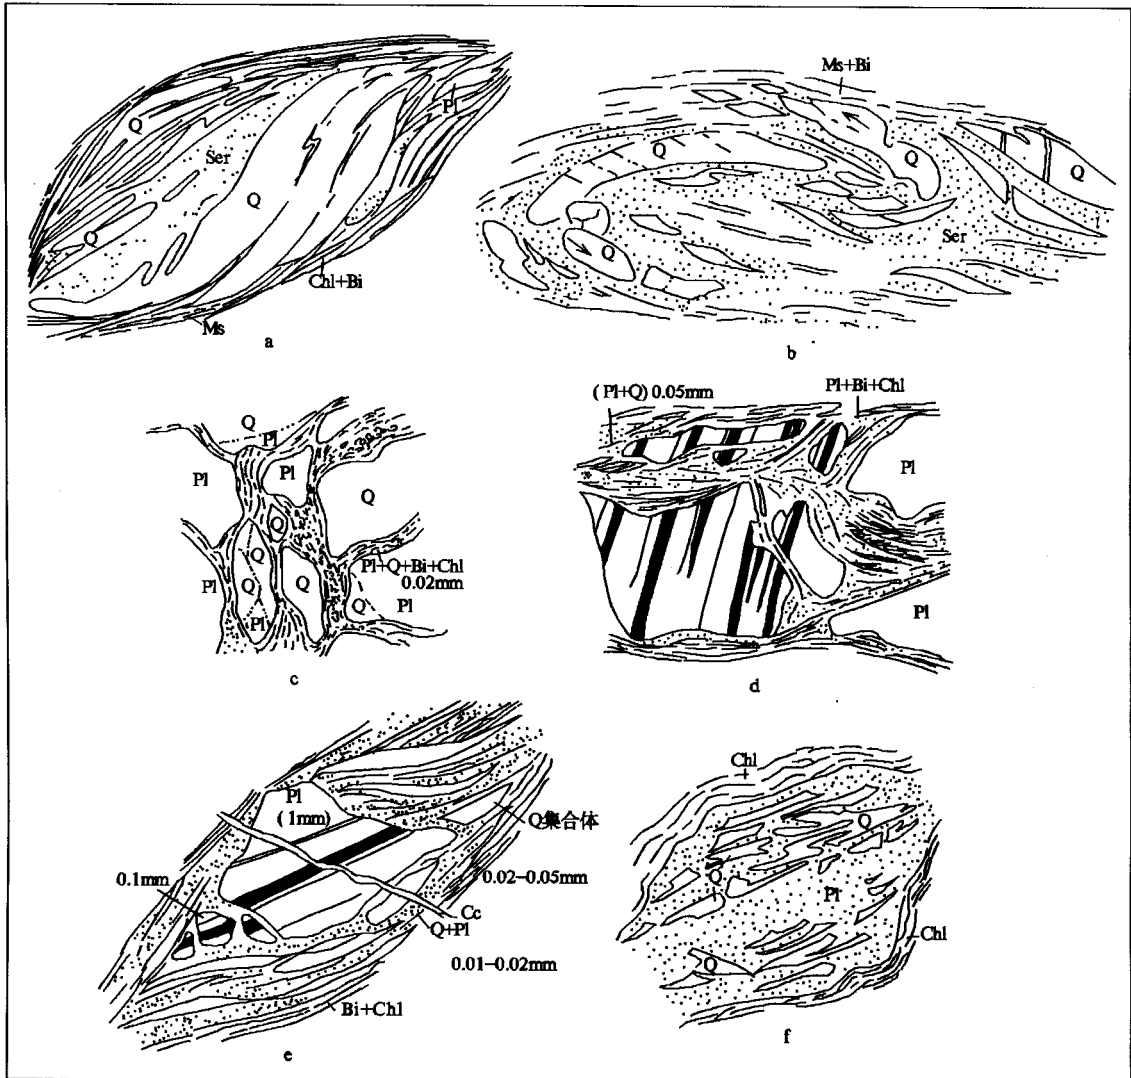 Q
Ser
Q
Q
Pl
Chl+Bi
Ms
a
Ms+Bi
Q
Q
Q
Q
Ser
b
Q
Pl
Pl
Pl
Q
Q
Q
Q
Q
Pl
Pl
Pl+Q+Bi+Chl
0.02mm
Q
Pl
c
(Pl+Q) 0.05mm
Pl+Bi+Chl
Pl
Pl
d
Pl
(1mm)
Q集合体
0.1mm
0.02-0.05mm
Cc
Q+Pl
0.01-0.02mm
Bi+Chl
e
Chl
Q
Q
Pl
Chl
Q
f